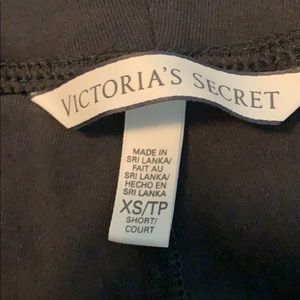 VICTORIA'S SECRET
MADE IN
SRI LANKA/
FAIT AU
SRI LANKA/
HECHO EN
SRI LANKA
XS/TP
SHORT/
COURT